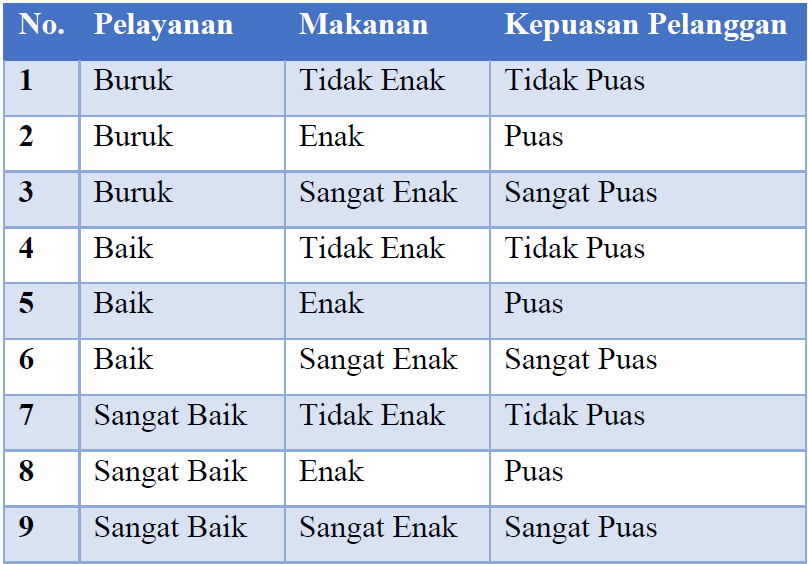 No. Pelayanan Makanan Kepuasan Pelanggan
1 Buruk Tidak Enak Tidak Puas
2 Buruk Enak Puas
3 Buruk Sangat Enak Sangat Puas
4 Baik Tidak Enak Tidak Puas
5 Baik Enak Puas
6 Baik Sangat Enak Sangat Puas
7 Sangat Baik Tidak Enak Tidak Puas
8 Sangat Baik Enak Puas
9 Sangat Baik Sangat Enak Sangat Puas